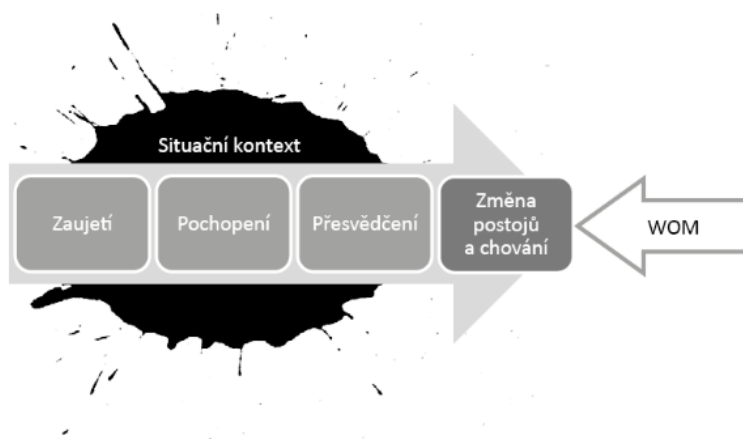 Situační kontext
Zaujetí
Pochopení
Přesvědčení
Změna
postojů
a chování
WOM